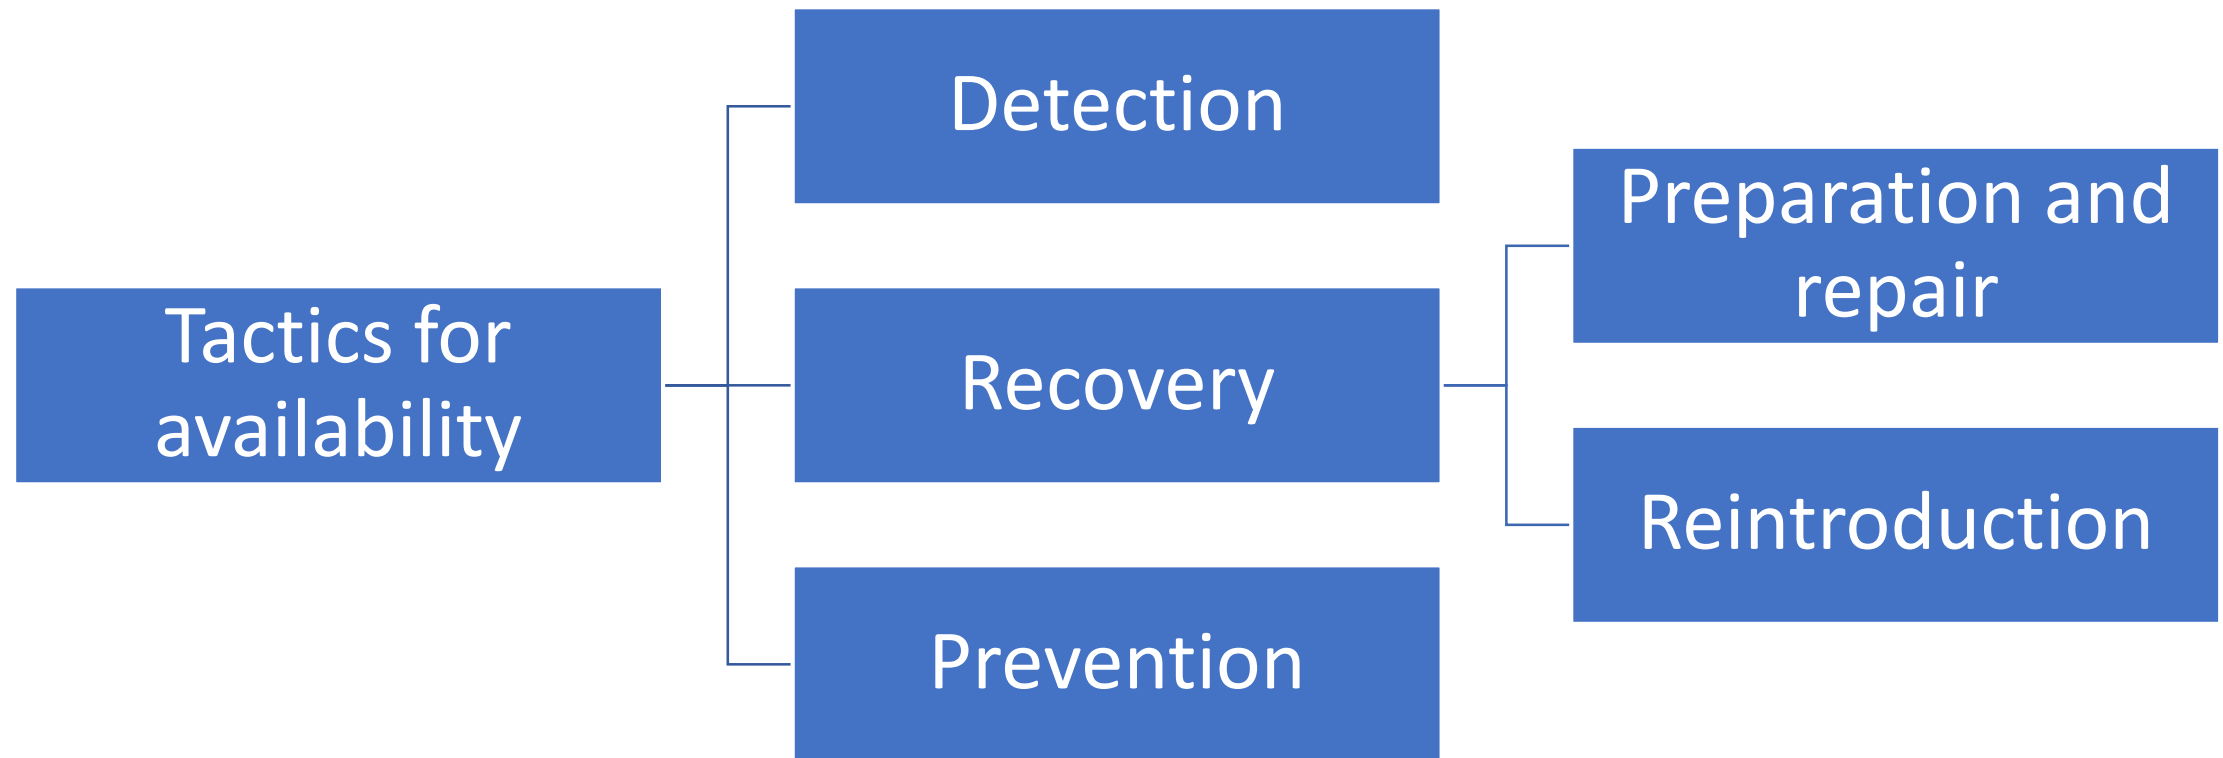 Tactics for
availability
Detection
Recovery
Prevention
Preparation and
repair
Reintroduction